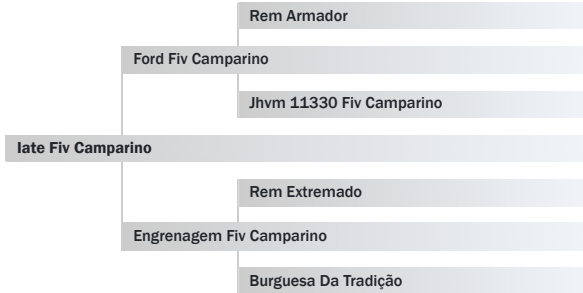 Rem Armador
Ford Fiv Camparino
Jhvm 11330 Fiv Camparino
Iate Fiv Camparino
Rem Extremado
Engrenagem Fiv Camparino
Burguesa Da Tradição